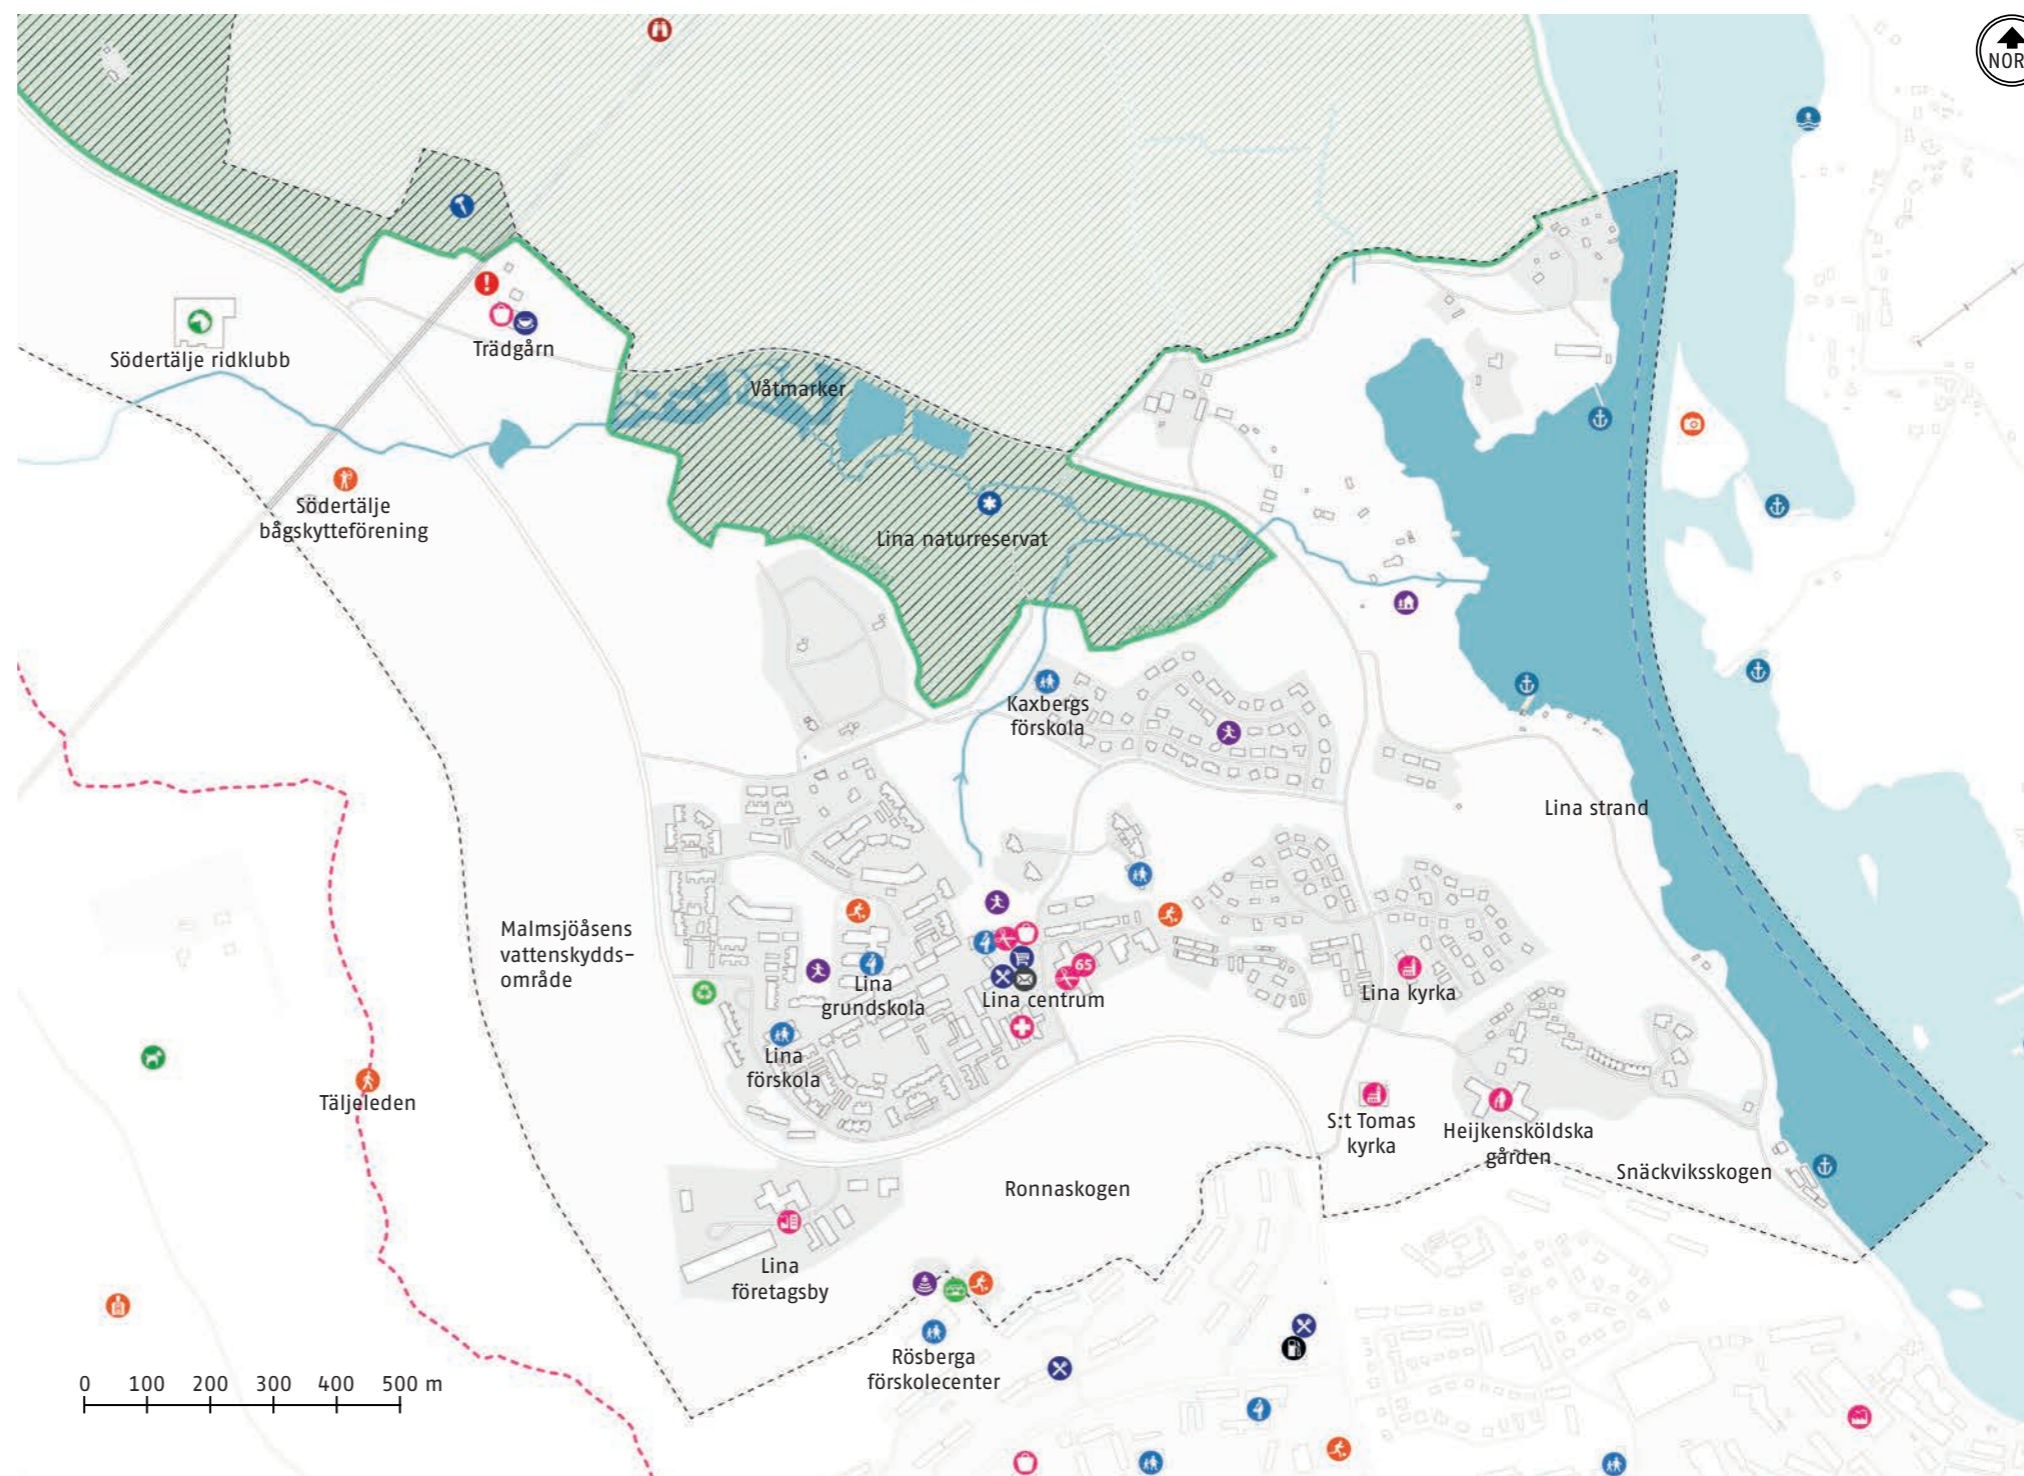 NOR
Södertälje ridklubb
Trädgårn
Våtmarker
Södertälje
bågskytteförening
Lina naturreservat
Kaxbergs
förskola
Lina strand
Malmsjöåsens
vattenskydds-
område
Lina
grundskola
65
Lina centrum
Lina kyrka
Lina
förskola
Täljeleden
S:t Tomas
kyrka
Heijkensköldska
gården
Snäckviksskogen
Ronnaskogen
Lina
företagsby
Rösberga
förskolecenter
0 100 200 300 400 500 m